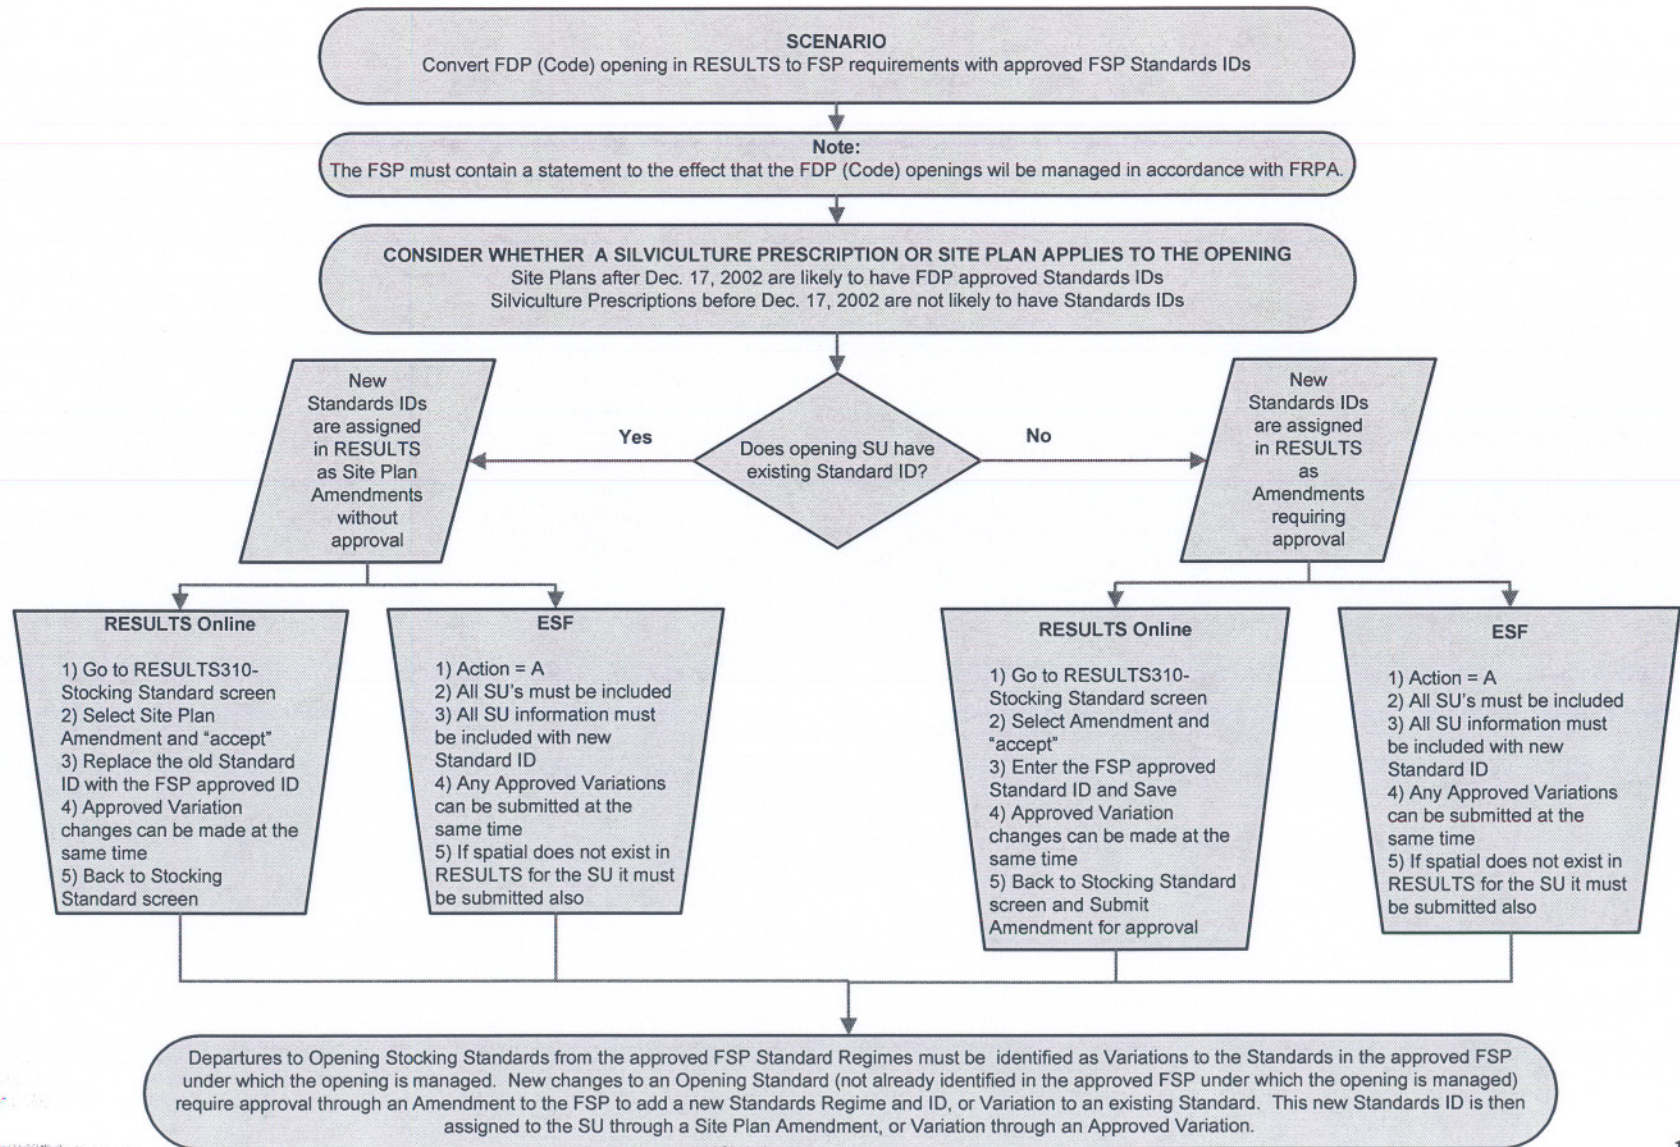 SCENARIO
Convert FDP (Code) opening in RESULTS to FSP requirements with approved FSP Standards IDs
Note:
The FSP must contain a statement to the effect that the FDP (Code) openings wil be managed in accordance with FRPA.
CONSIDER WHETHER A SILVICULTURE PRESCRIPTION OR SITE PLAN APPLIES TO THE OPENING
Site Plans after Dec. 17, 2002 are likely to have FDP approved Standards IDs
Silviculture Prescriptions before Dec. 17, 2002 are not likely to have Standards IDs
New
Standards IDs
are assigned
in RESULTS
as Site Plan
Amendments
without
approval
Yes
Does opening SU have
existing Standard ID?
No
New
Standards IDs
are assigned
in RESULTS
as
Amendments
requiring
approval
RESULTS Online
1) Go to RESULTS310-
Stocking Standard screen
2) Select Site Plan
Amendment and "accept"
3) Replace the old Standard
ID with the FSP approved ID
4) Approved Variation
changes can be made at the
same time
5) Back to Stocking
Standard screen
ESF
1) Action = A
2) All SU's must be included
3) All SU information must
be included with new
Standard ID
4) Any Approved Variations
can be submitted at the
same time
5) If spatial does not exist in
RESULTS for the SU it must
be submitted also
RESULTS Online
1) Go to RESULTS310-
Stocking Standard screen
2) Select Amendment and
"accept"
3) Enter the FSP approved
Standard ID and Save
4) Approved Variation
changes can be made at the
same time
5) Back to Stocking Standard
screen and Submit
Amendment for approval
ESF
1) Action = A
2) All SU's must be included
3) All SU information must
be included with new
Standard ID
4) Any Approved Variations
can be submitted at the
same time
5) If spatial does not exist in
RESULTS for the SU it must
be submitted also
Departures to Opening Stocking Standards from the approved FSP Standard Regimes must be identified as Variations to the Standards in the approved FSP
under which the opening is managed. New changes to an Opening Standard (not already identified in the approved FSP under which the opening is managed)
require approval through an Amendment to the FSP to add a new Standards Regime and ID, or Variation to an existing Standard. This new Standards ID is then
assigned to the SU through a Site Plan Amendment, or Variation through an Approved Variation.